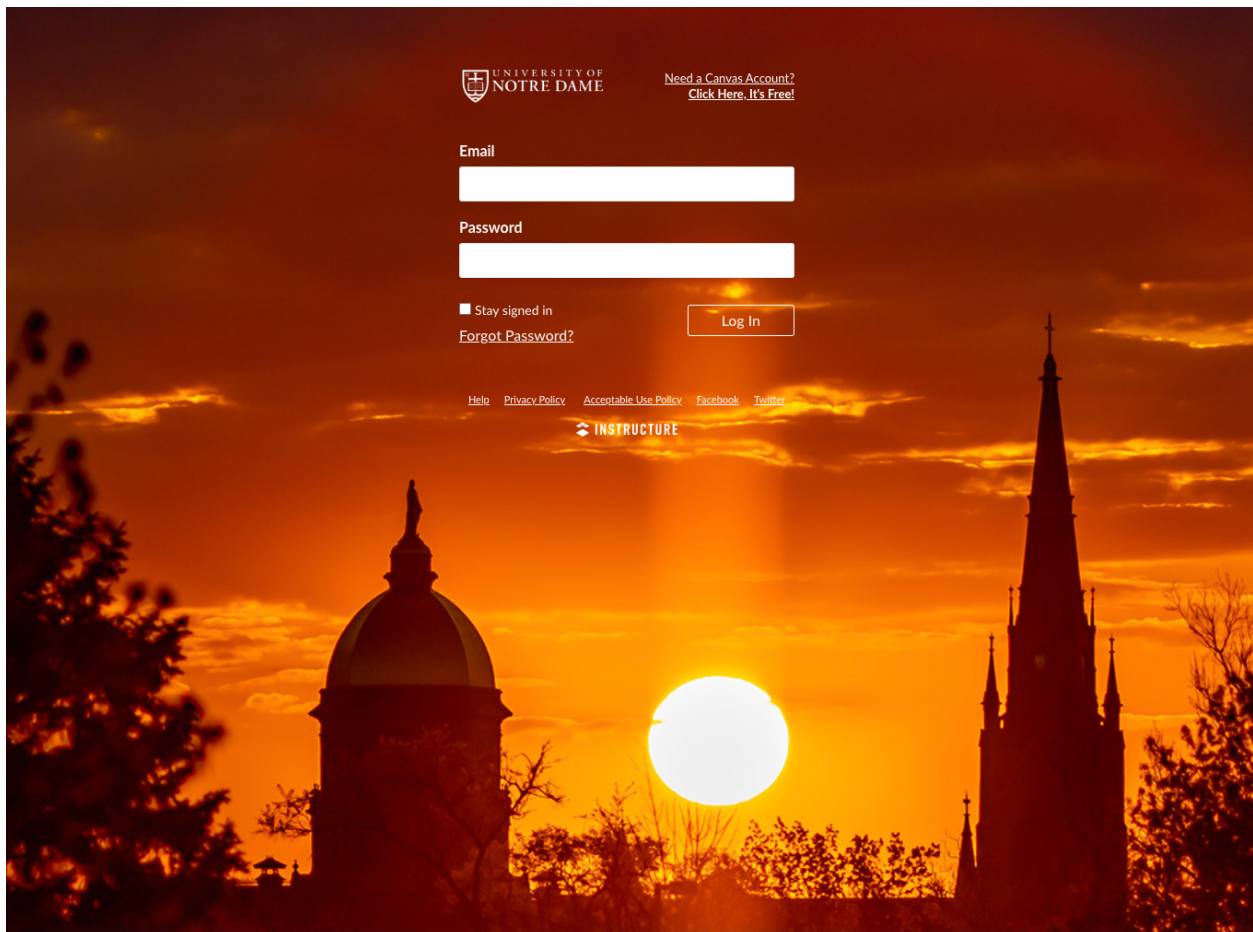 UNIVERSITY OF
NOTRE DAME
Need a Canvas Account?
Click Here, It's Free!
Email
Password
Stay signed in
Log In
Forgot Password?
Help Privacy Policy Acceptable Use Policy Facebook Twitter
INSTRUCTURE